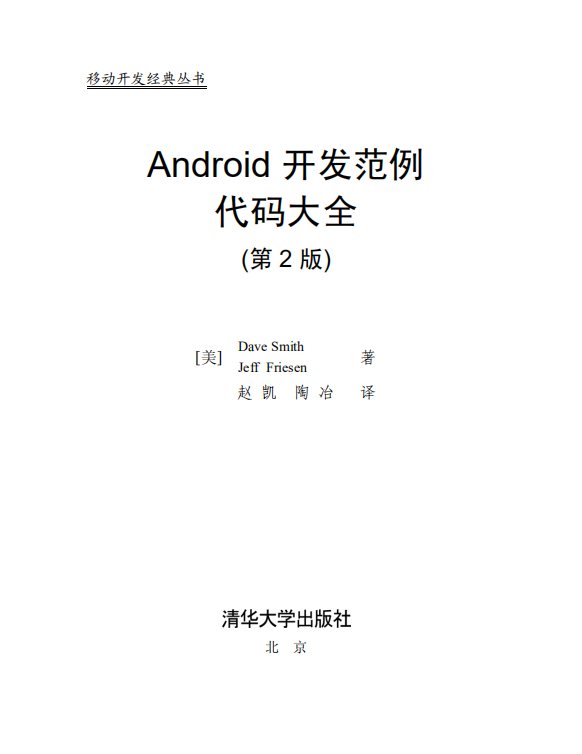 移动开发经典丛书
Android 开发范例
代码大全
(第 2 版)
[美] Dave Smith
Jeff Friesen 著
赵 凯 陶 冶 译
清华大学出版社
北 京